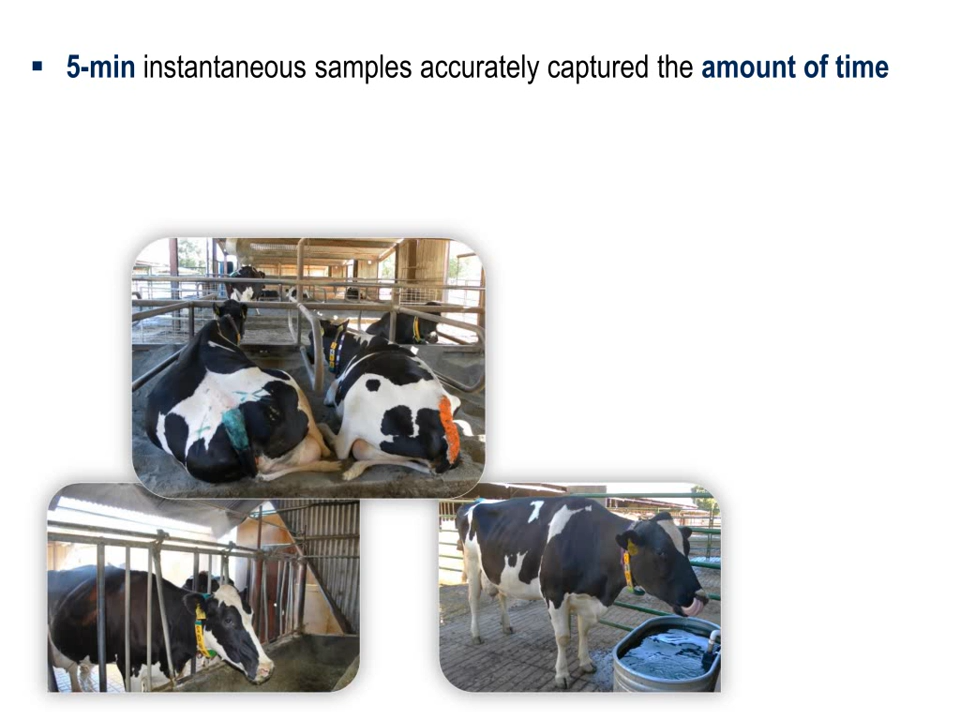 ▪ 5-min instantaneous samples accurately captured the amount of time